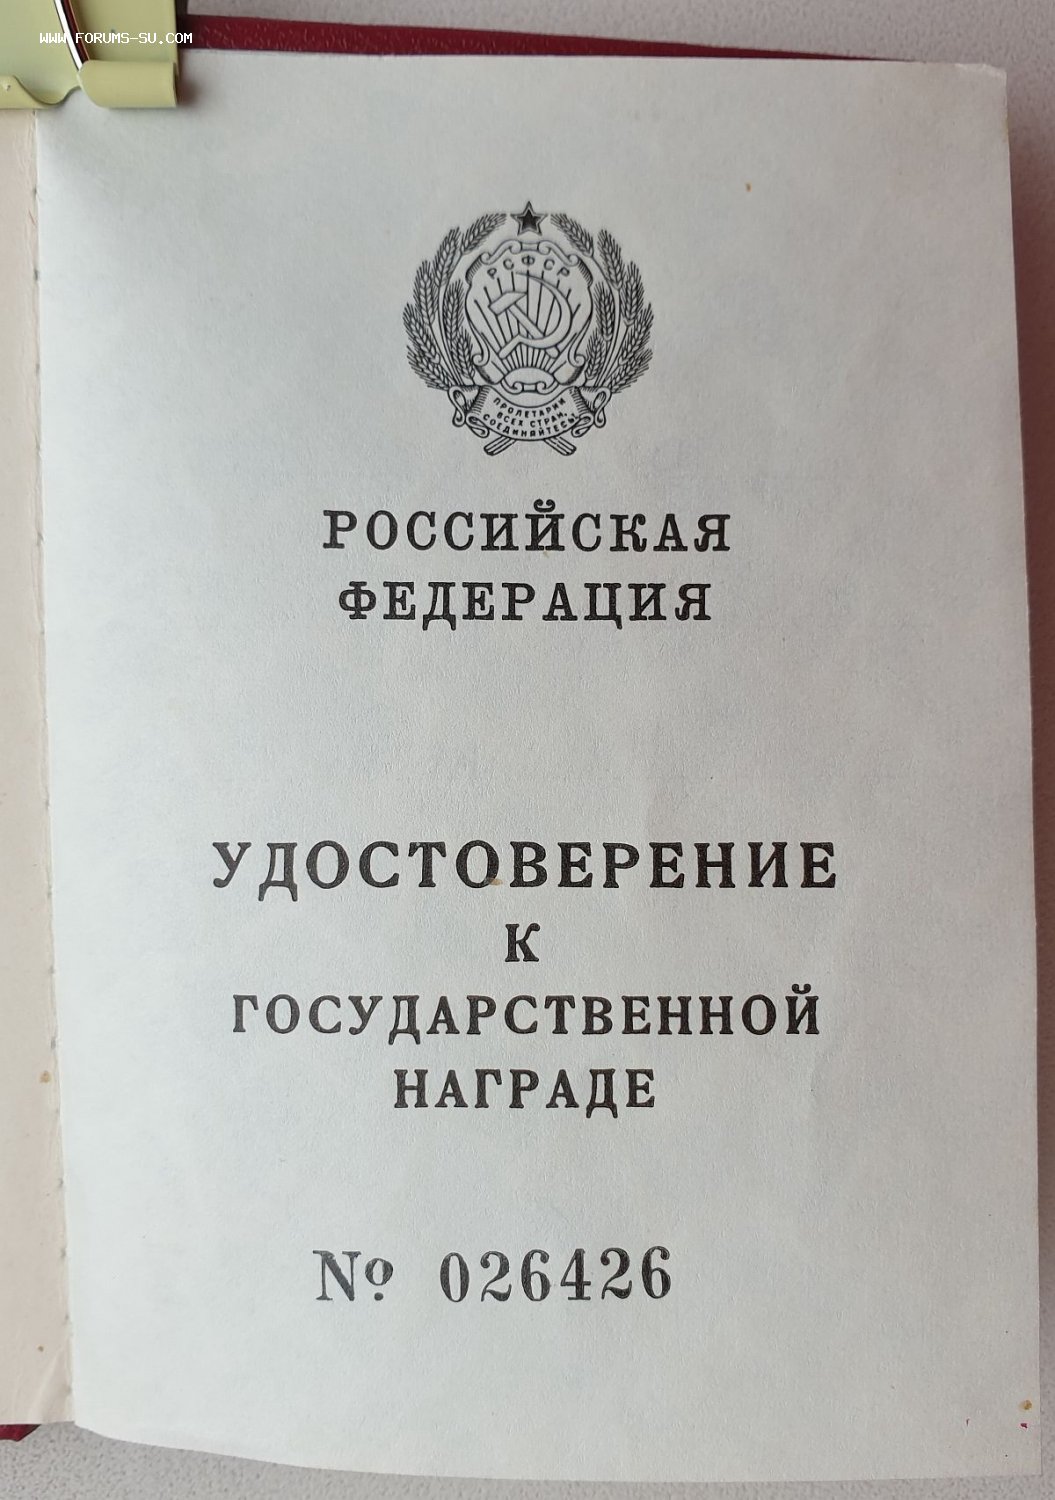 WWW.FORUMS-SU.COM
РСФСР
ПРОЛЕТАРИИ
ВСЕХ СТРАН,
СОЕДИНЯЙТЕСЬ!
РОССИЙСКАЯ
ФЕДЕРАЦИЯ
УДОСТОВЕРЕНИЕ
К
ГОСУДАРСТВЕННОЙ
НАГРАДЕ
№ 026426